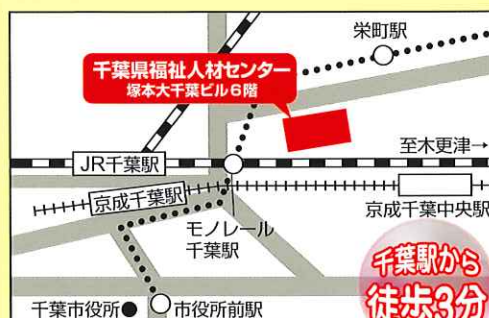 栄町駅
千葉県福祉人材センター
塚本大千葉ビル6階
至木更津→
JR千葉駅
京成千葉駅
京成千葉中央駅
モノレール
千葉駅
千葉駅から
徒歩3分
千葉市役所●
市役所前駅